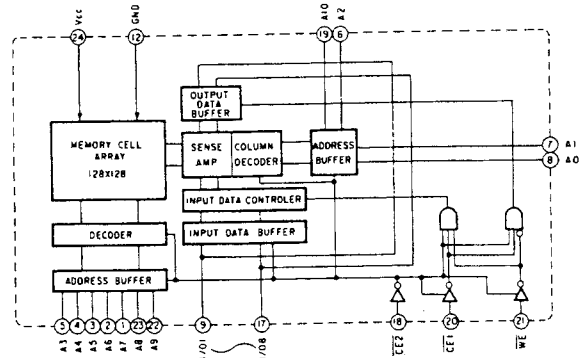 Vcc
GND
A10
A2
24
12
19
6
OUTPUT
DATA
BUFFER
MEMORY CELL
ARRAY
128X128
SENSE
AMP
COLUMN
DECODER
ADDRESS
BUFFER
7
A1
8
A0
INPUT DATA CONTROLER
DECODER
INPUT DATA BUFFER
ADDRESS BUFFER
5
4
3
2
1
23
22
9
17
18
20
21
A3
A4
A5
A6
A7
A8
A9
I/O1
I/O8
CE2
CE1
WE